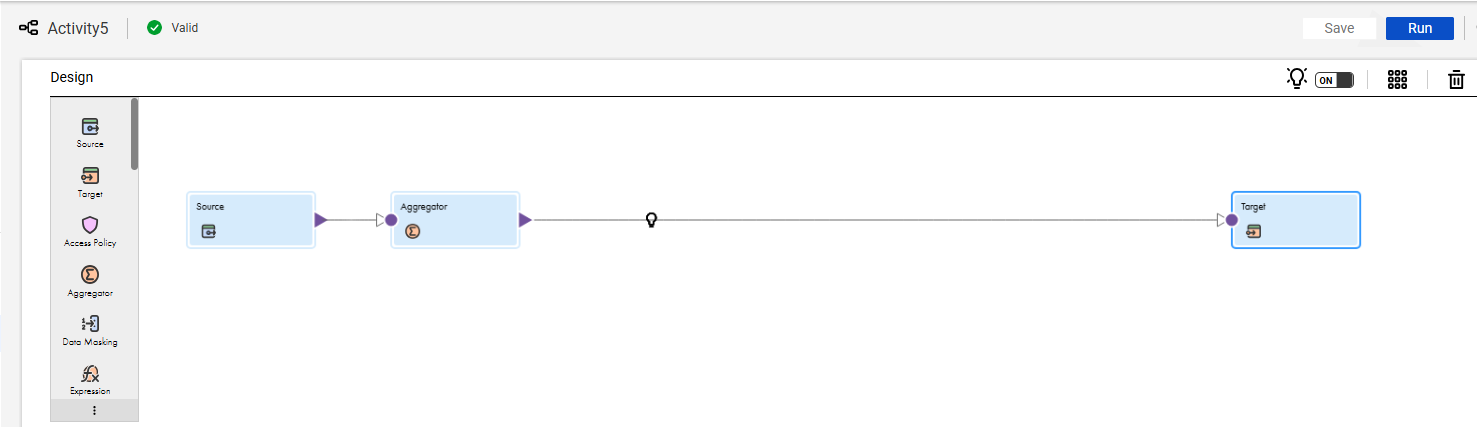 Activity5
Valid
Save
Run
Design
ON
Source
Target
Access Policy
Aggregator
Data Masking
Expression
Source
Aggregator
Target